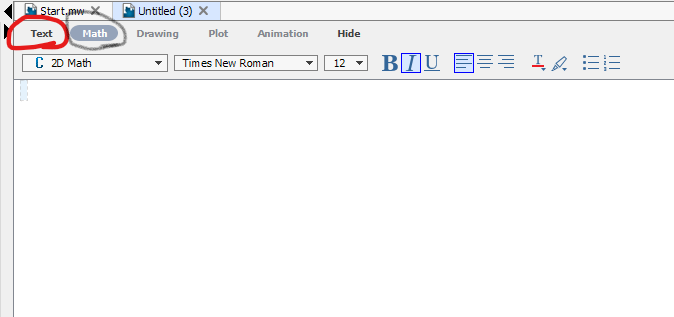 Start.mw Untitled (3)
Text Math Drawing Plot Animation Hide
C 2D Math Times New Roman 12 B I U T